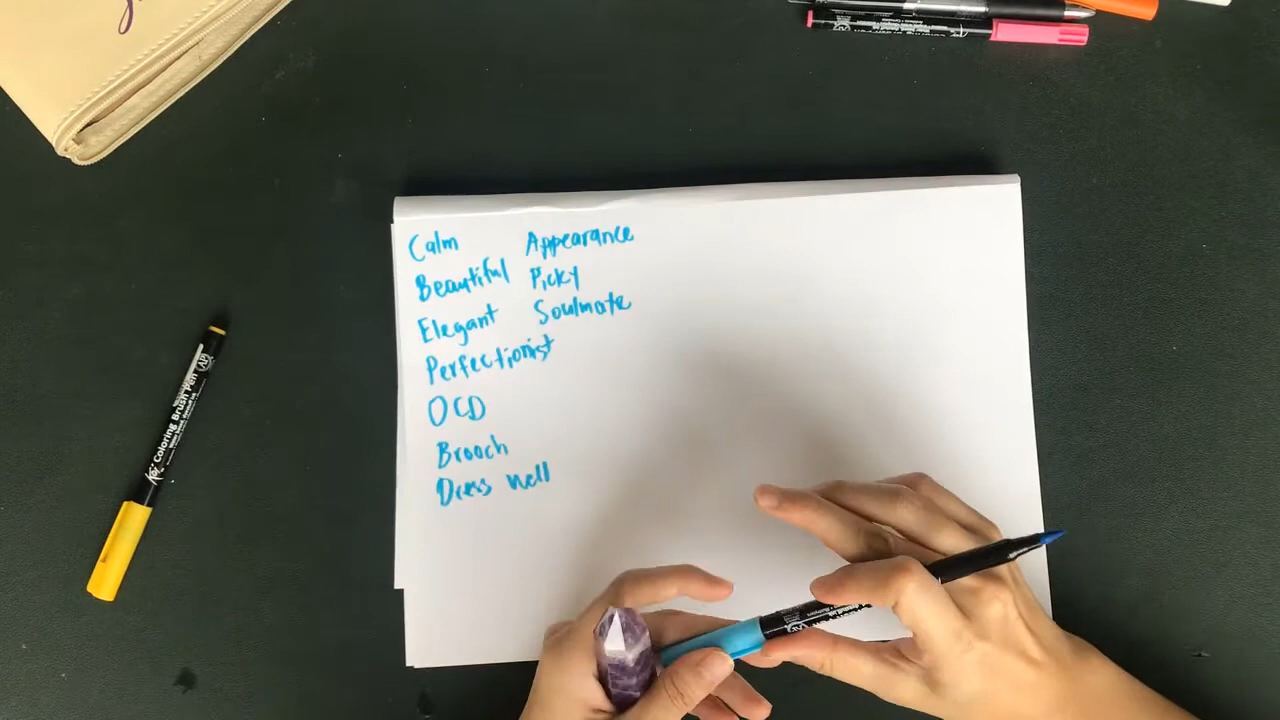 Calm
Beautiful
Elegant
Perfectionist
OCD
Brooch
Dress well
Appearance
Picky
Soulmate
Coloring Brush Pen